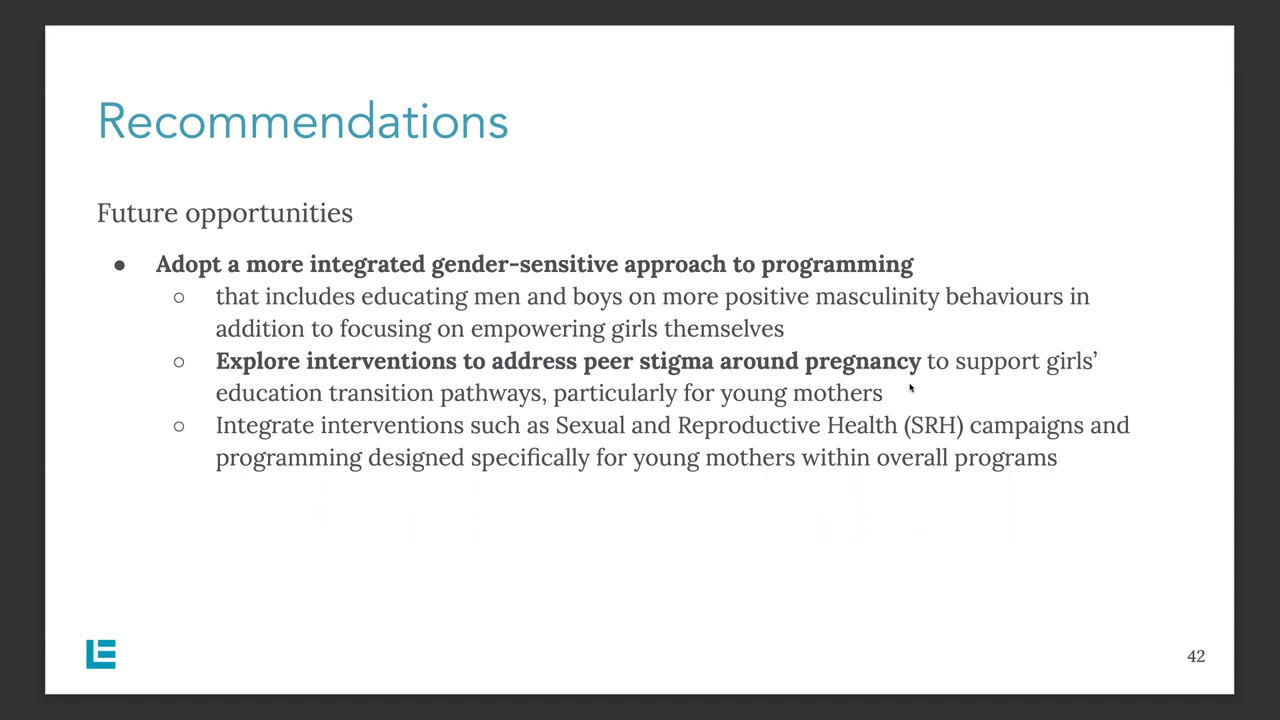 Recommendations
Future opportunities
● Adopt a more integrated gender-sensitive approach to programming
○ that includes educating men and boys on more positive masculinity behaviours in
addition to focusing on empowering girls themselves
○ Explore interventions to address peer stigma around pregnancy to support girls’
education transition pathways, particularly for young mothers
○ Integrate interventions such as Sexual and Reproductive Health (SRH) campaigns and
programming designed specifically for young mothers within overall programs
LE
42